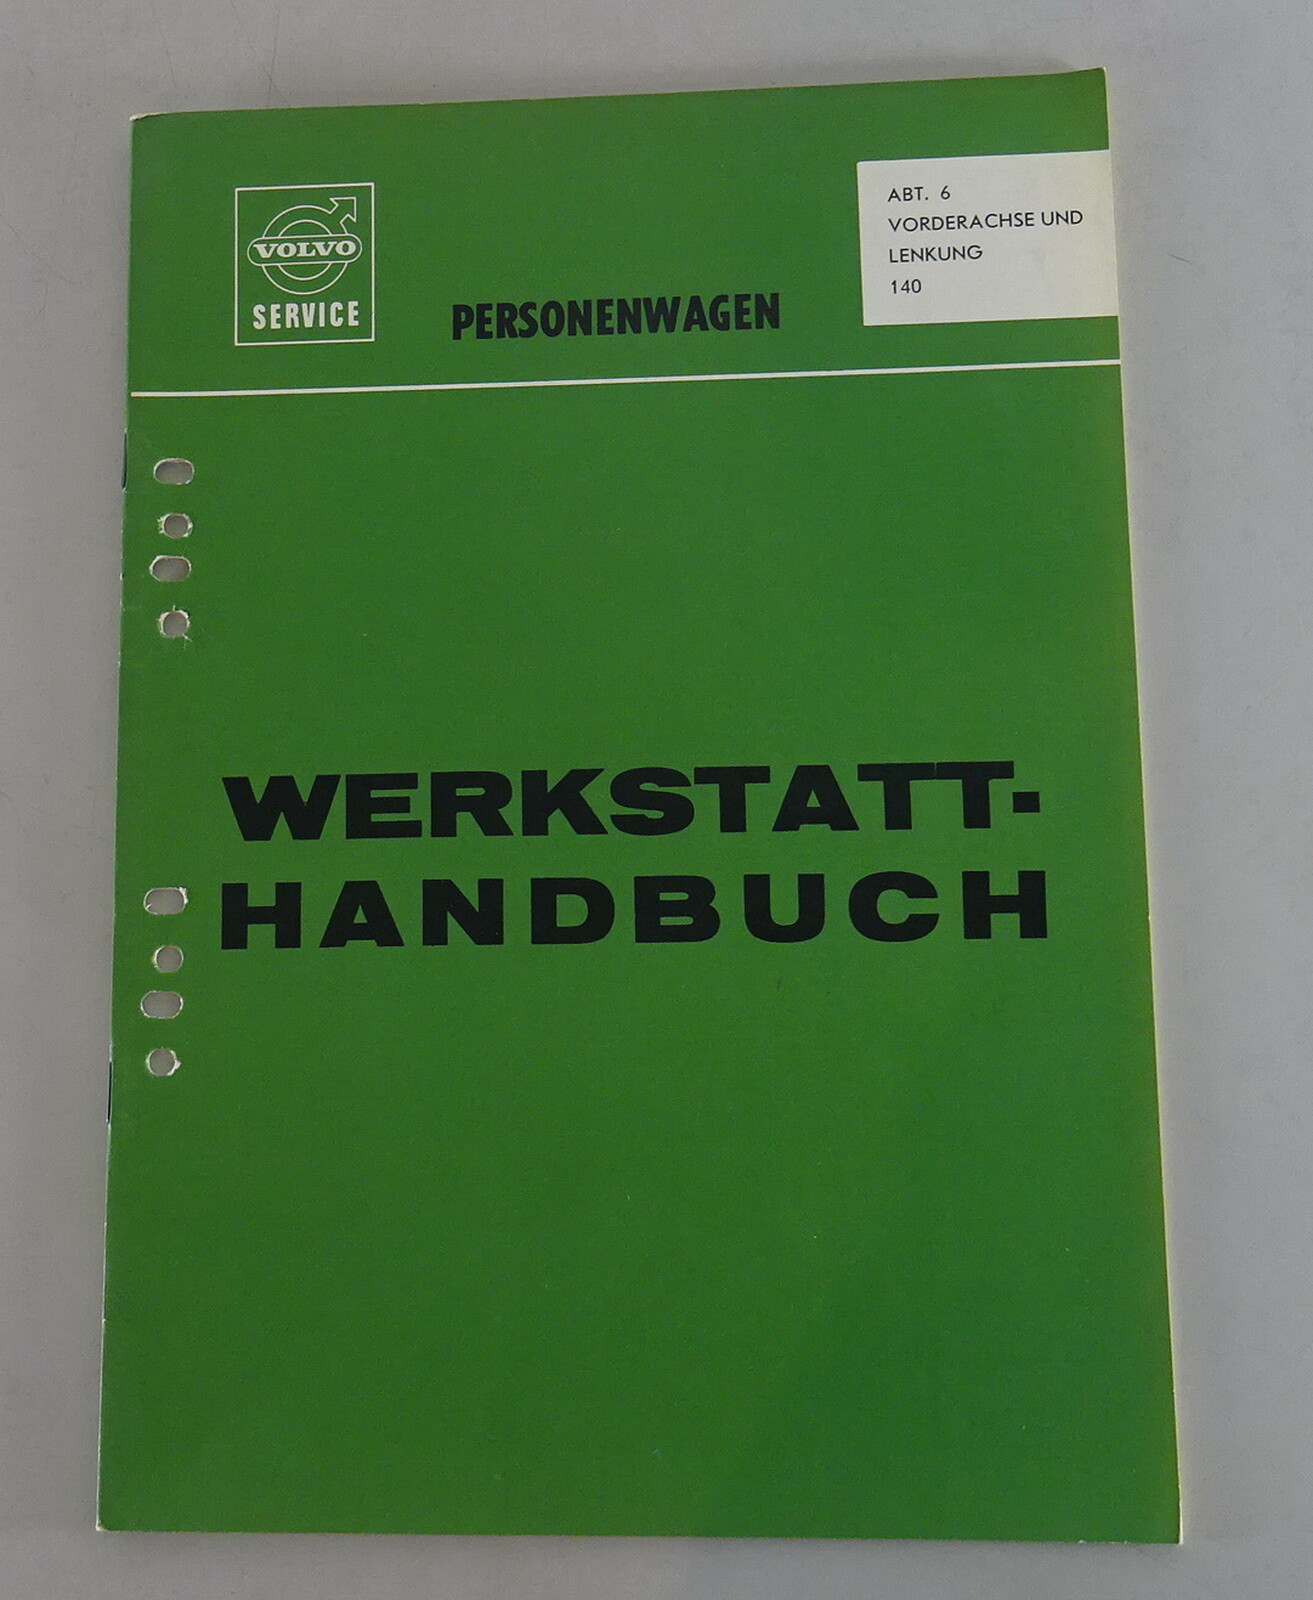 VOLVO
SERVICE
PERSONENWAGEN
ABT. 6
VORDERACHSE UND
LENKUNG
140
WERKSTATT-
HANDBUCH